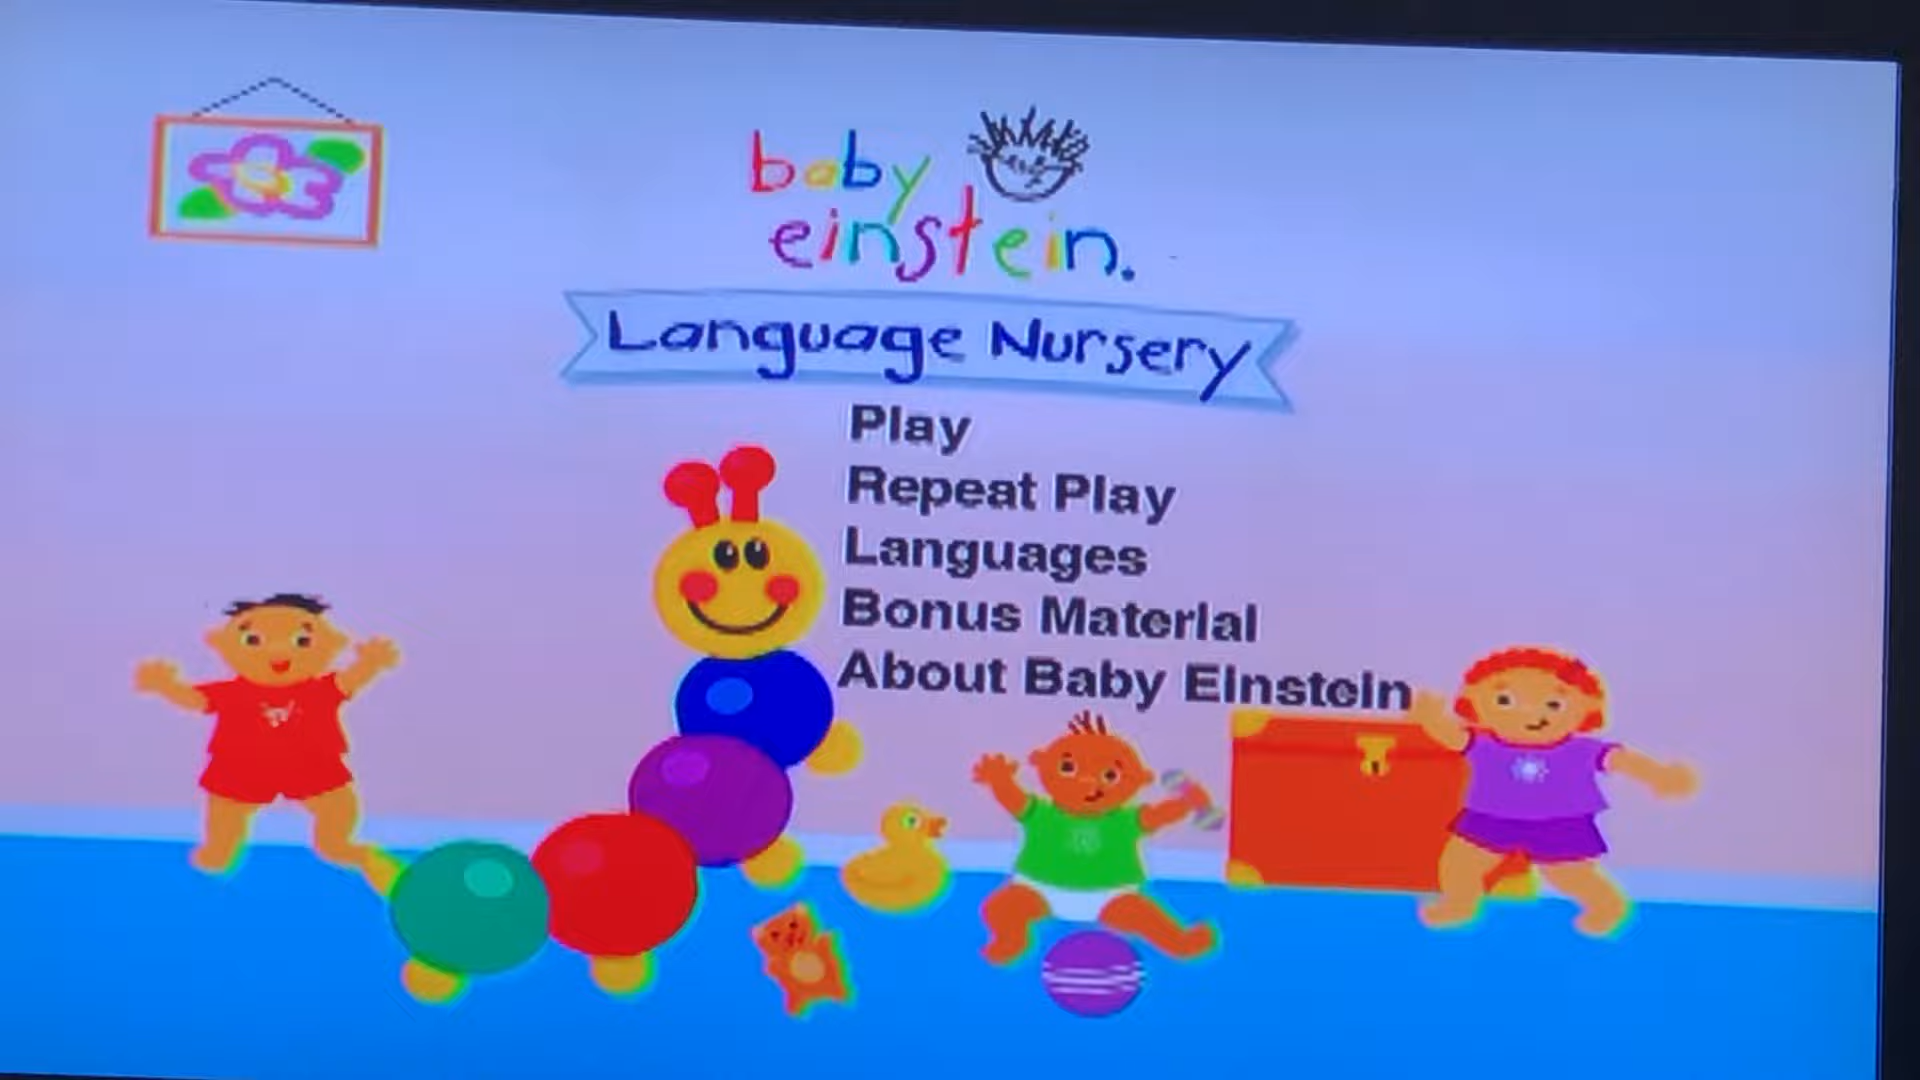 baby
einstein.
Language Nursery
Play
Repeat Play
Languages
Bonus Material
About Baby Einstein